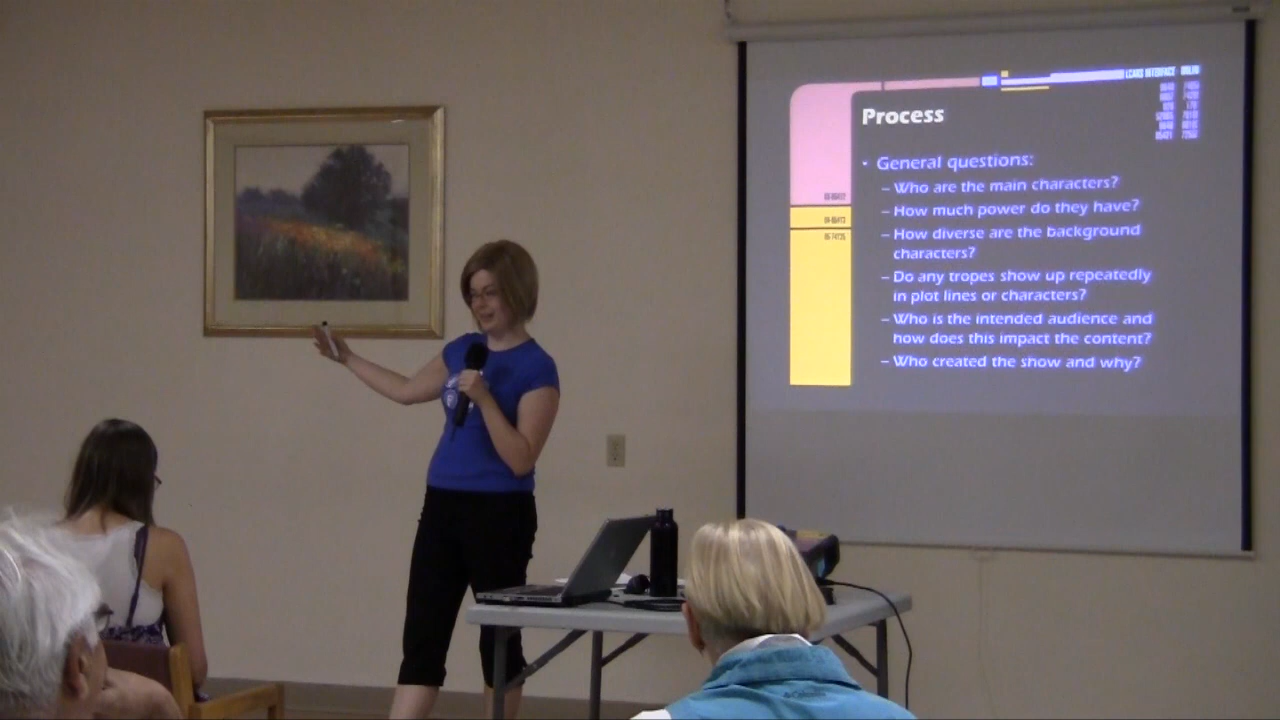 LCARS INTERFACE
Process
• General questions:
– Who are the main characters?
– How much power do they have?
– How diverse are the background
characters?
– Do any tropes show up repeatedly
in plot lines or characters?
– Who is the intended audience and
how does this impact the content?
– Who created the show and why?
Columbia